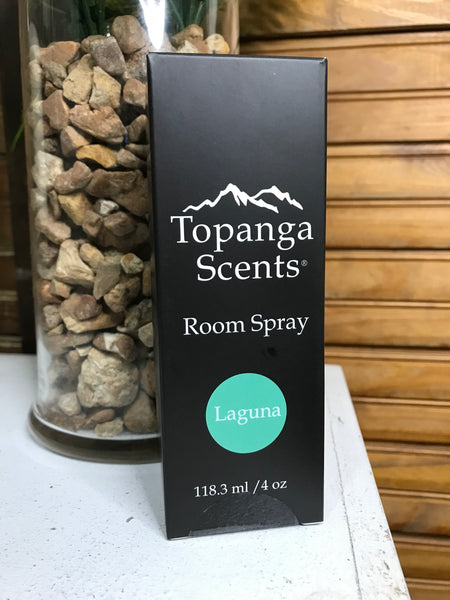 Topanga
Scents®
Room Spray
Laguna
118.3 ml /4 oz